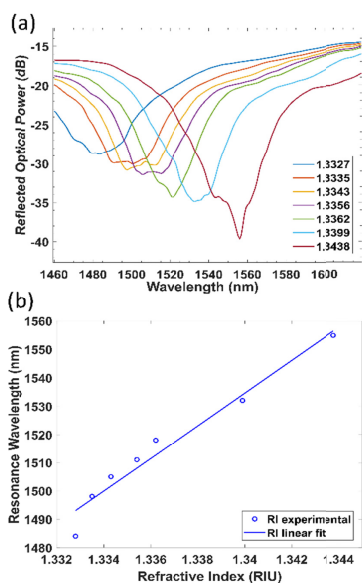 (a)
-15
-20
-25
-30
-35
-40
Reflected Optical Power (dB)
1.3327
1.3335
1.3343
1.3356
1.3362
1.3399
1.3438
1460 1480 1500 1520 1540 1560 1580 1600
Wavelength (nm)
(b)
1560
1550
1540
1530
1520
1510
1500
1490
1480
Resonance Wavelength (nm)
RI experimental
RI linear fit
1.332 1.334 1.336 1.338 1.34 1.342 1.344
Refractive Index (RIU)